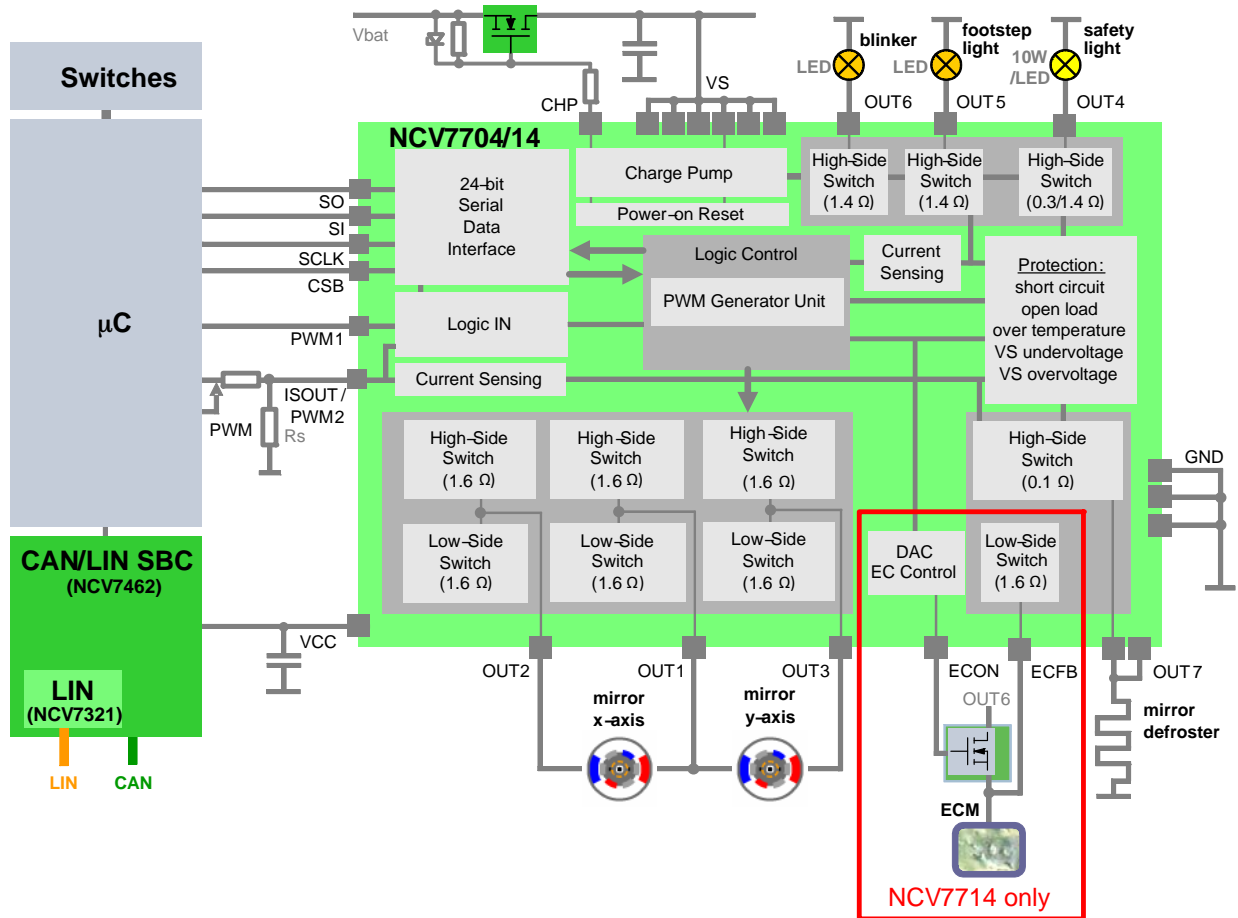 Vbat
Switches
μC
CAN/LIN SBC
(NCV7462)
LIN
(NCV7321)
LIN
CAN
CHP
VS
blinker
LED
OUT6
footstep
light
LED
OUT5
safety
light
10W
/LED
OUT4
NCV7704/14
SO
SI
SCLK
CSB
PWM1
PWM
Rs
ISOUT /
PWM2
VCC
24-bit
Serial
Data
Interface
Logic IN
Current Sensing
Charge Pump
Power-on Reset
Logic Control
PWM Generator Unit
Current
Sensing
High-Side
Switch
(1.4 Ω)
High-Side
Switch
(1.4 Ω)
High-Side
Switch
(0.3/1.4 Ω)
Protection:
short circuit
open load
over temperature
VS undervoltage
VS overvoltage
High-Side
Switch
(1.6 Ω)
High-Side
Switch
(1.6 Ω)
High-Side
Switch
(1.6 Ω)
High-Side
Switch
(0.1 Ω)
Low-Side
Switch
(1.6 Ω)
Low-Side
Switch
(1.6 Ω)
Low-Side
Switch
(1.6 Ω)
DAC
EC Control
Low-Side
Switch
(1.6 Ω)
GND
OUT2
OUT1
OUT3
mirror
x-axis
mirror
y-axis
ECON
ECFB
OUT6
ECM
NCV7714 only
OUT7
mirror
defroster